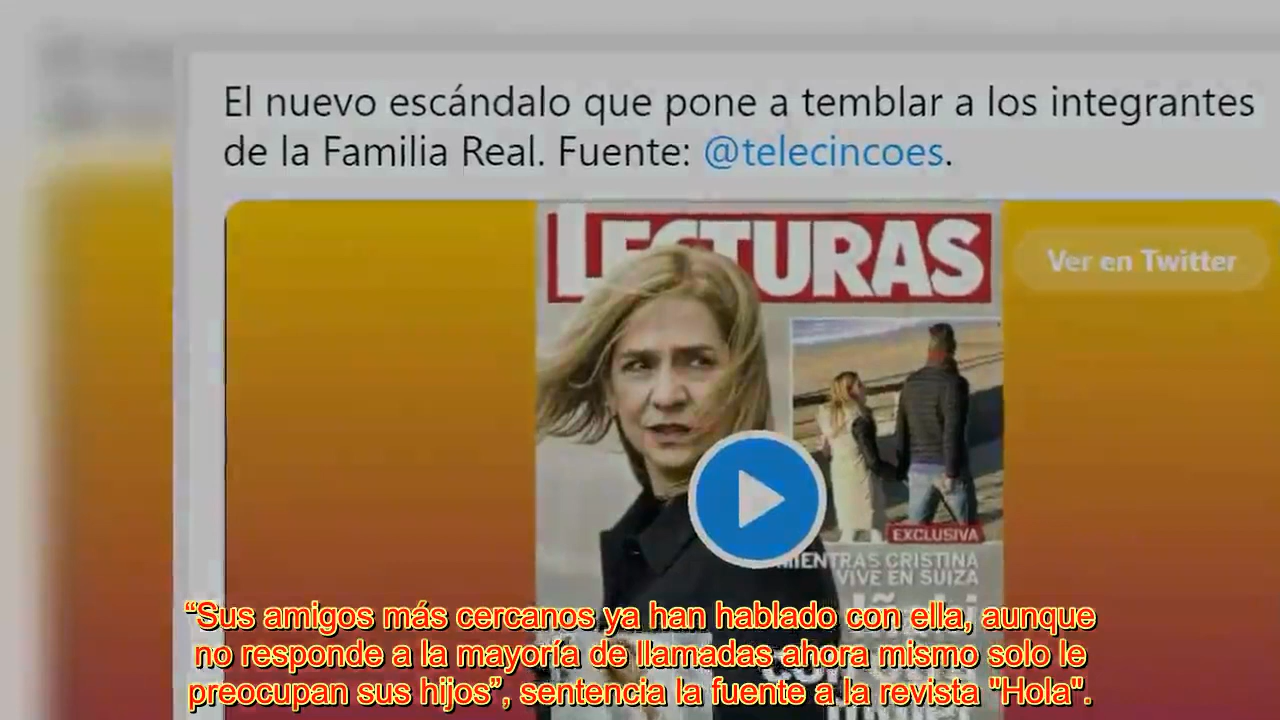 El nuevo escándalo que pone a temblar a los integrantes
de la Familia Real. Fuente: @telecincoes.
LECTURAS
Ver en Twitter
EXCLUSIVA
MIENTRAS CRISTINA
VIVE EN SUIZA
“Sus amigos más cercanos ya han hablado con ella, aunque
no responde a la mayoría de llamadas ahora mismo solo le
preocupan sus hijos”, sentencia la fuente a la revista "Hola".